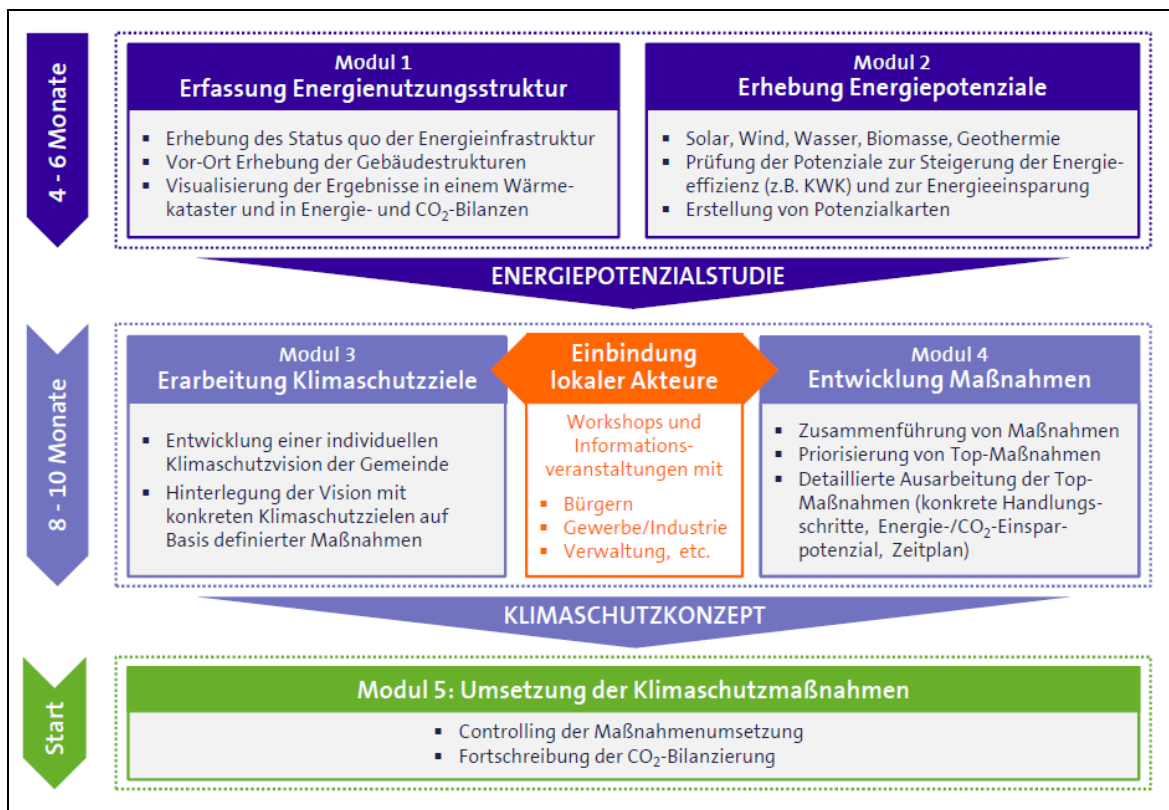 4 - 6 Monate
Modul 1
Erfassung Energienutzungsstruktur
▪ Erhebung des Status quo der Energieinfrastruktur
▪ Vor-Ort Erhebung der Gebäudestrukturen
▪ Visualisierung der Ergebnisse in einem Wärme-
kataster und in Energie- und CO₂-Bilanzen
Modul 2
Erhebung Energiepotenziale
▪ Solar, Wind, Wasser, Biomasse, Geothermie
▪ Prüfung der Potenziale zur Steigerung der Energie-
effizienz (z.B. KWK) und zur Energieeinsparung
▪ Erstellung von Potenzialkarten
ENERGIEPOTENZIALSTUDIE
8 - 10 Monate
Modul 3
Erarbeitung Klimaschutzziele
▪ Entwicklung einer individuellen
Klimaschutzvision der Gemeinde
▪ Hinterlegung der Vision mit
konkreten Klimaschutzzielen auf
Basis definierter Maßnahmen
Einbindung
lokaler Akteure
Workshops und
Informations-
veranstaltungen mit
▪ Bürgern
▪ Gewerbe/Industrie
▪ Verwaltung, etc.
Modul 4
Entwicklung Maßnahmen
▪ Zusammenführung von Maßnahmen
▪ Priorisierung von Top-Maßnahmen
▪ Detaillierte Ausarbeitung der Top-
Maßnahmen (konkrete Handlungs-
schritte, Energie-/CO₂-Einspar-
potenzial, Zeitplan)
KLIMASCHUTZKONZEPT
Start
Modul 5: Umsetzung der Klimaschutzmaßnahmen
▪ Controlling der Maßnahmenumsetzung
▪ Fortschreibung der CO₂-Bilanzierung